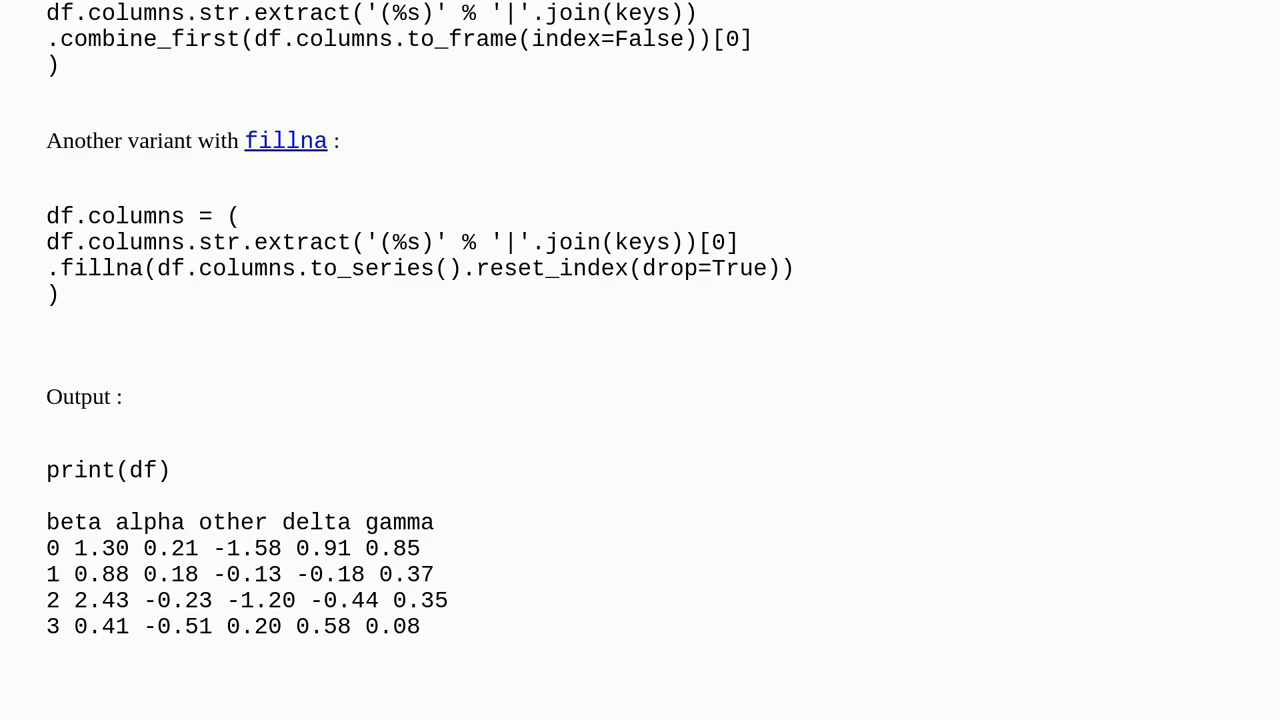 df.columns.str.extract('(%s)' % '|'.join(keys))
.combine_first(df.columns.to_frame(index=False))[0]
)
Another variant with fillna :
df.columns = (
df.columns.str.extract('(%s)' % '|'.join(keys))[0]
.fillna(df.columns.to_series().reset_index(drop=True))
)
Output :
print(df)
beta alpha other delta gamma
0 1.30 0.21 -1.58 0.91 0.85
1 0.88 0.18 -0.13 -0.18 0.37
2 2.43 -0.23 -1.20 -0.44 0.35
3 0.41 -0.51 0.20 0.58 0.08